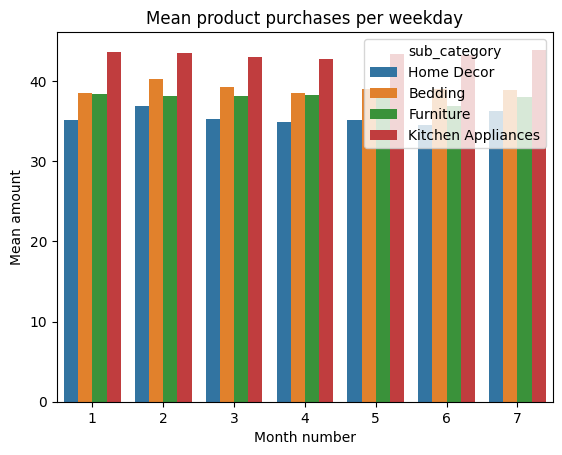 Mean product purchases per weekday
sub_category
Home Decor
Bedding
Furniture
Kitchen Appliances
Mean amount
40
30
20
10
0
1 2 3 4 5 6 7
Month number